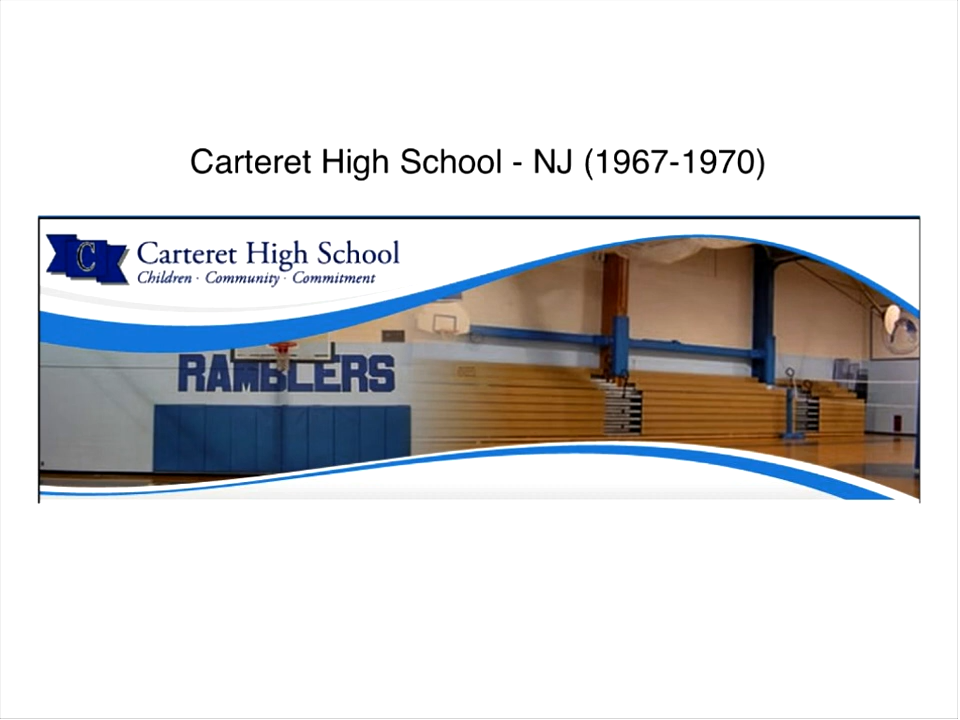 Carteret High School - NJ (1967-1970)
C
Carteret High School
Children · Community · Commitment
RAMBLERS